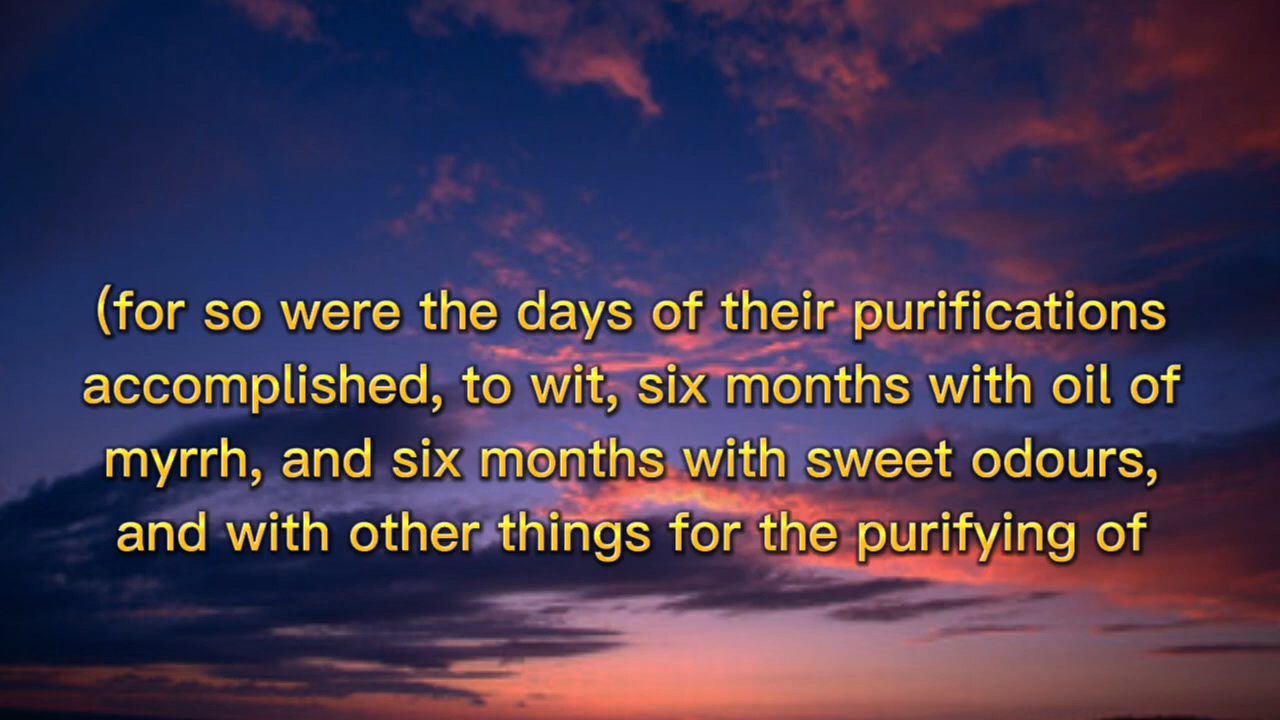 (for so were the days of their purifications
accomplished, to wit, six months with oil of
myrrh, and six months with sweet odours,
and with other things for the purifying of